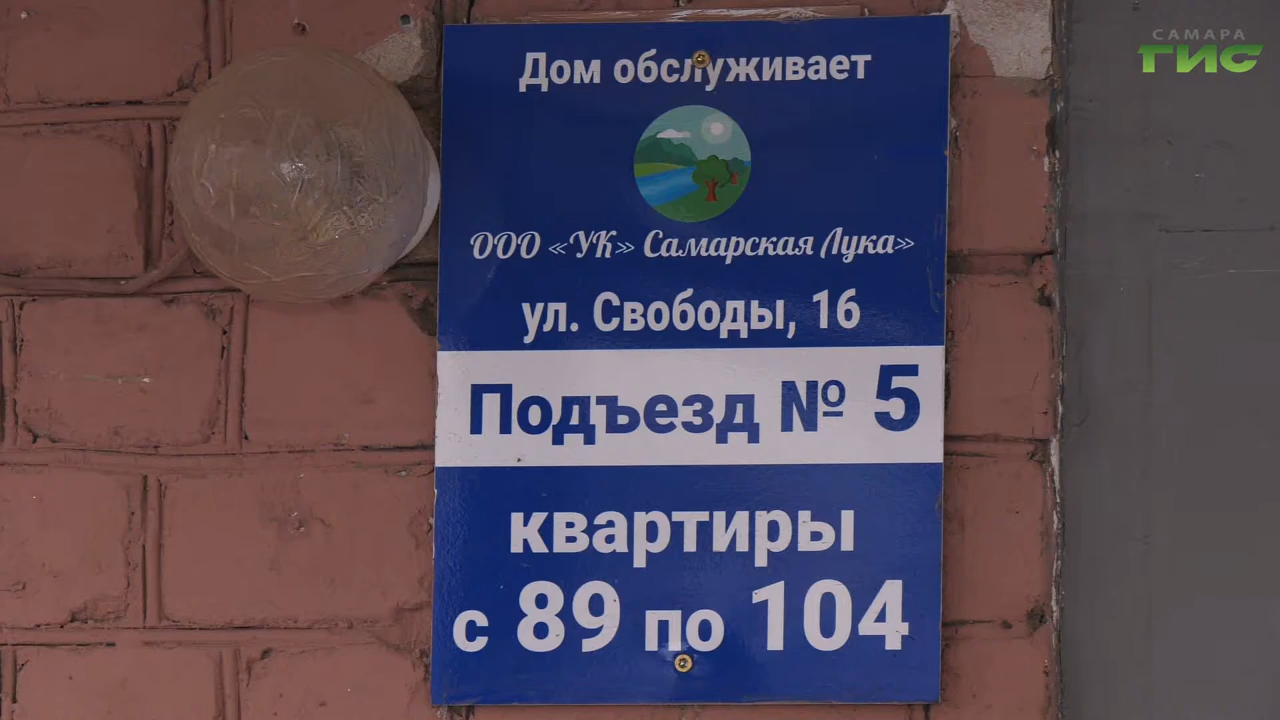 САМАРА
ГИС
Дом обслуживает
ООО «УК» Самарская Лука»
ул. Свободы, 16
Подъезд № 5
квартиры
с 89 по 104